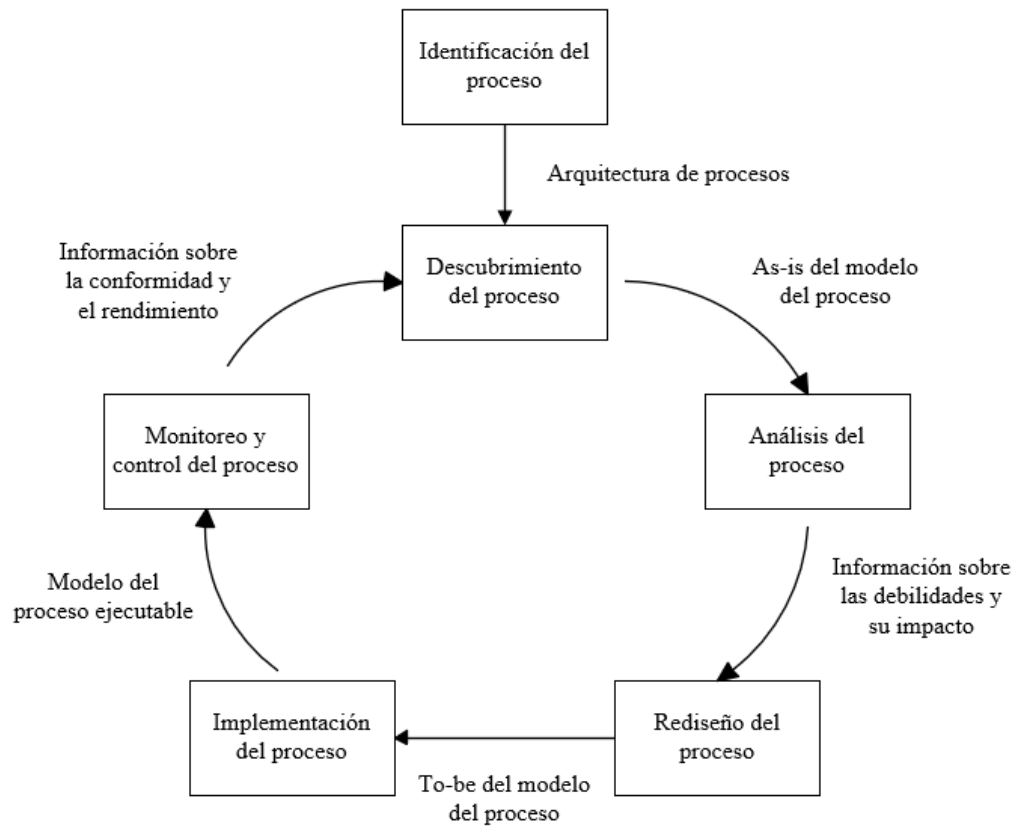 Identificación del
proceso
Arquitectura de procesos
Descubrimiento
del proceso
As-is del modelo
del proceso
Análisis del
proceso
Información sobre
las debilidades y
su impacto
Rediseño del
proceso
To-be del modelo
del proceso
Implementación
del proceso
Modelo del
proceso ejecutable
Monitoreo y
control del proceso
Información sobre
la conformidad y
el rendimiento